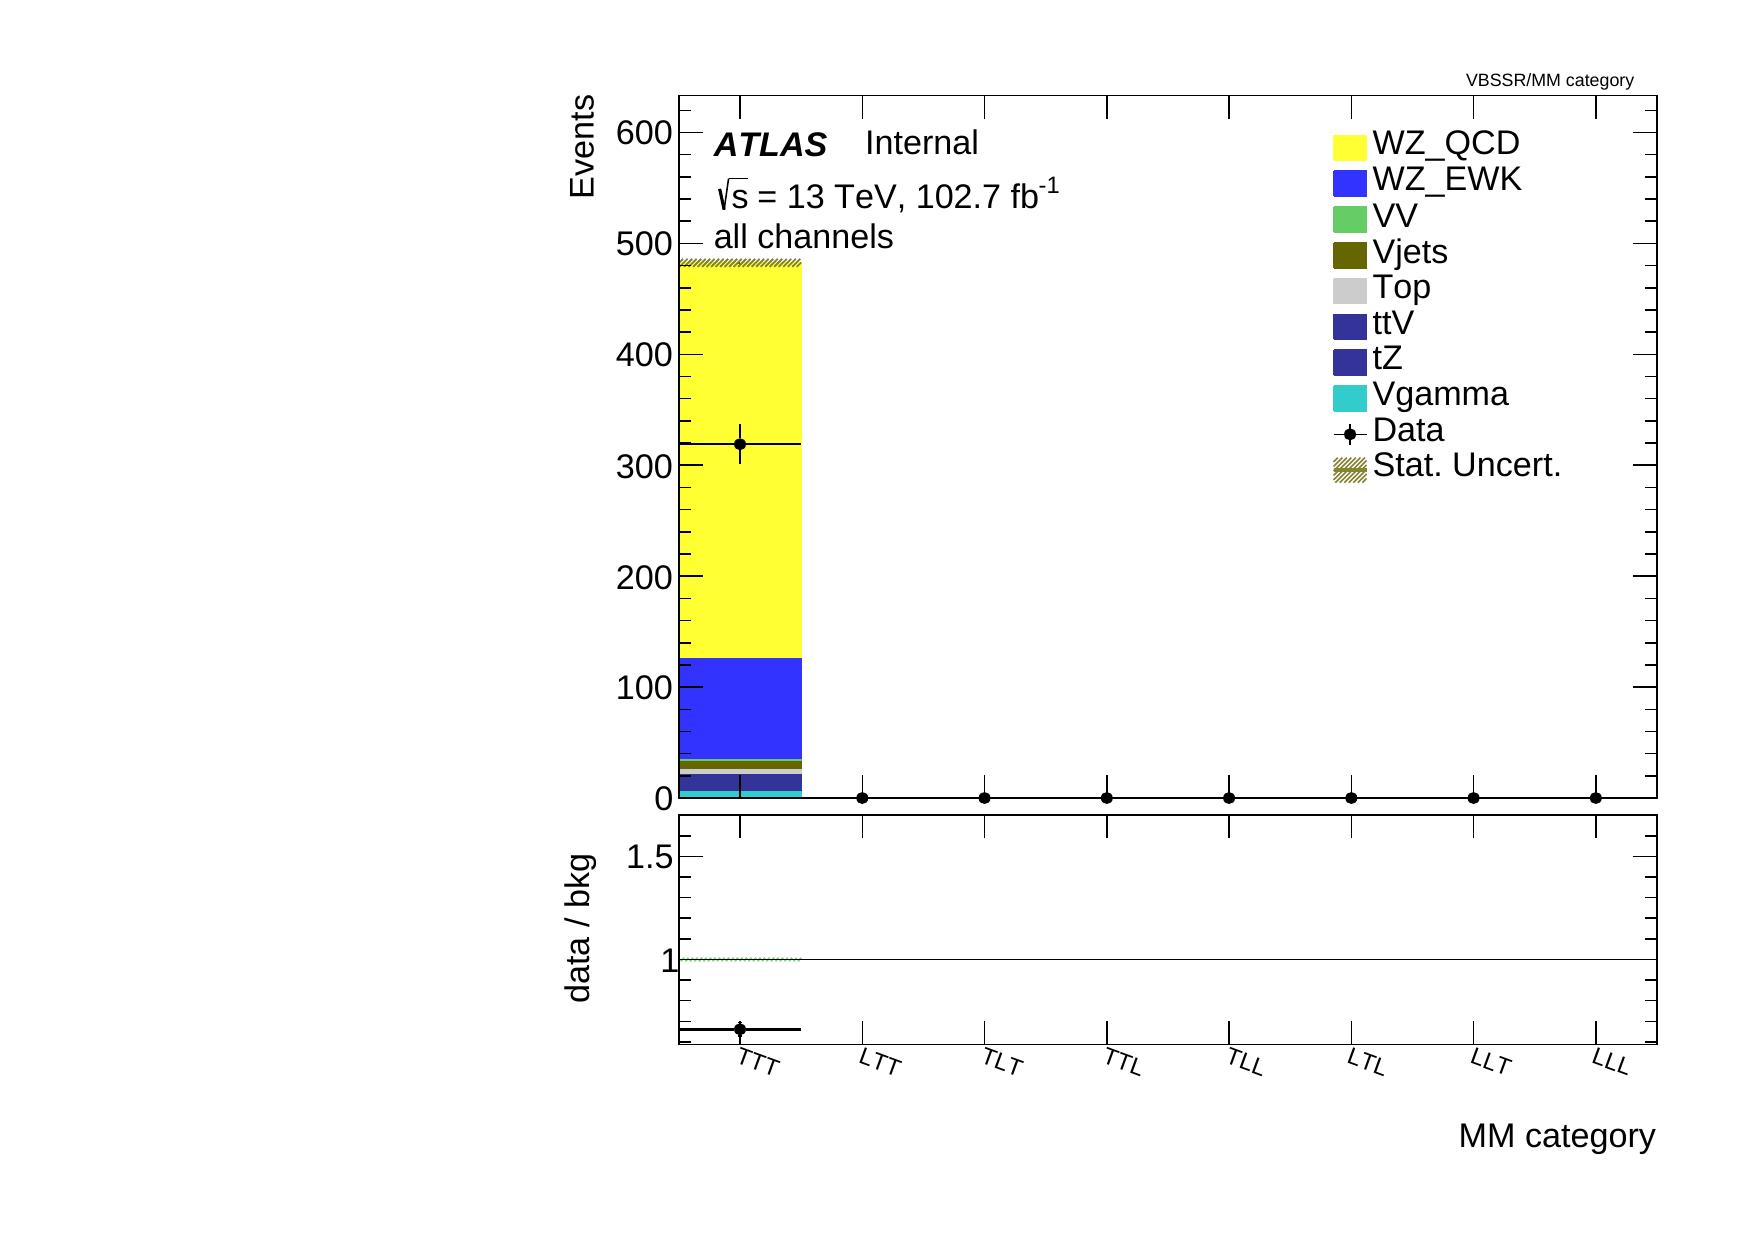 VBSSR/MM category
Events
600
500
400
300
200
100
0
ATLAS Internal
√s = 13 TeV, 102.7 fb-1
all channels
WZ_QCD
WZ_EWK
VV
Vjets
Top
ttV
tZ
Vgamma
Data
Stat. Uncert.
data / bkg
1.5
1
TTT LTT TLT TTL TLL LTL LLT LLL
MM category